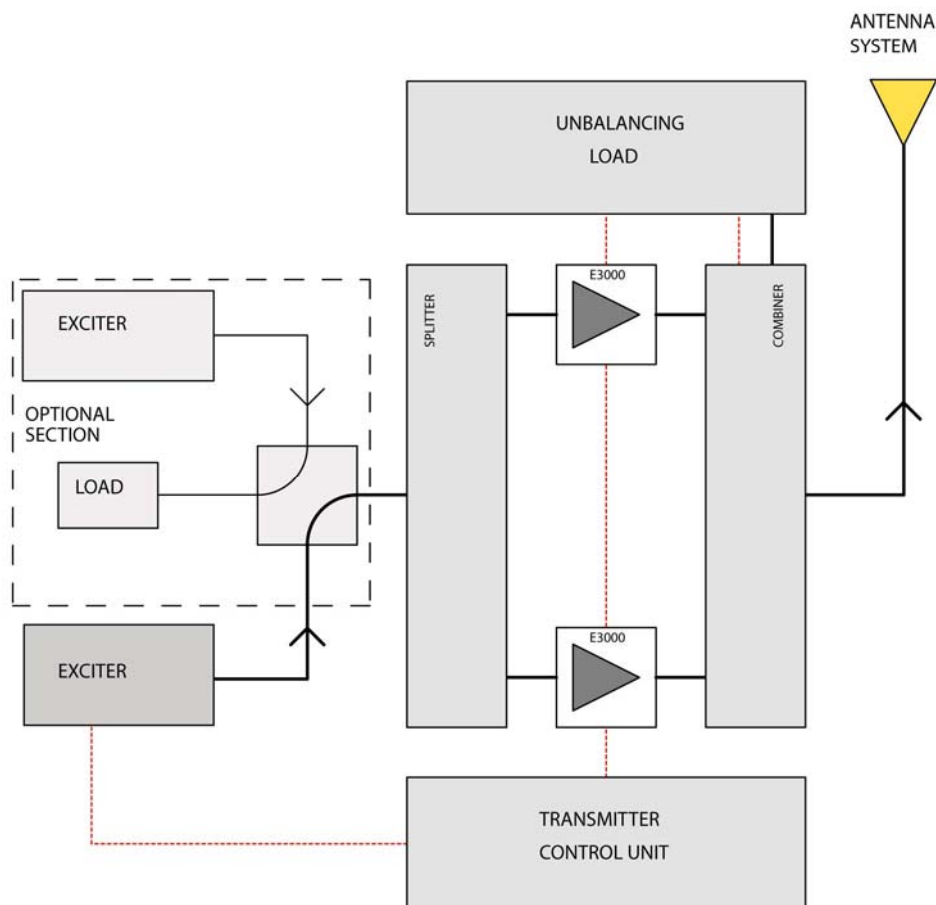 ANTENNA
SYSTEM
UNBALANCING
LOAD
E3000
SPLITTER
COMBINER
EXCITER
OPTIONAL
SECTION
LOAD
E3000
EXCITER
TRANSMITTER
CONTROL UNIT